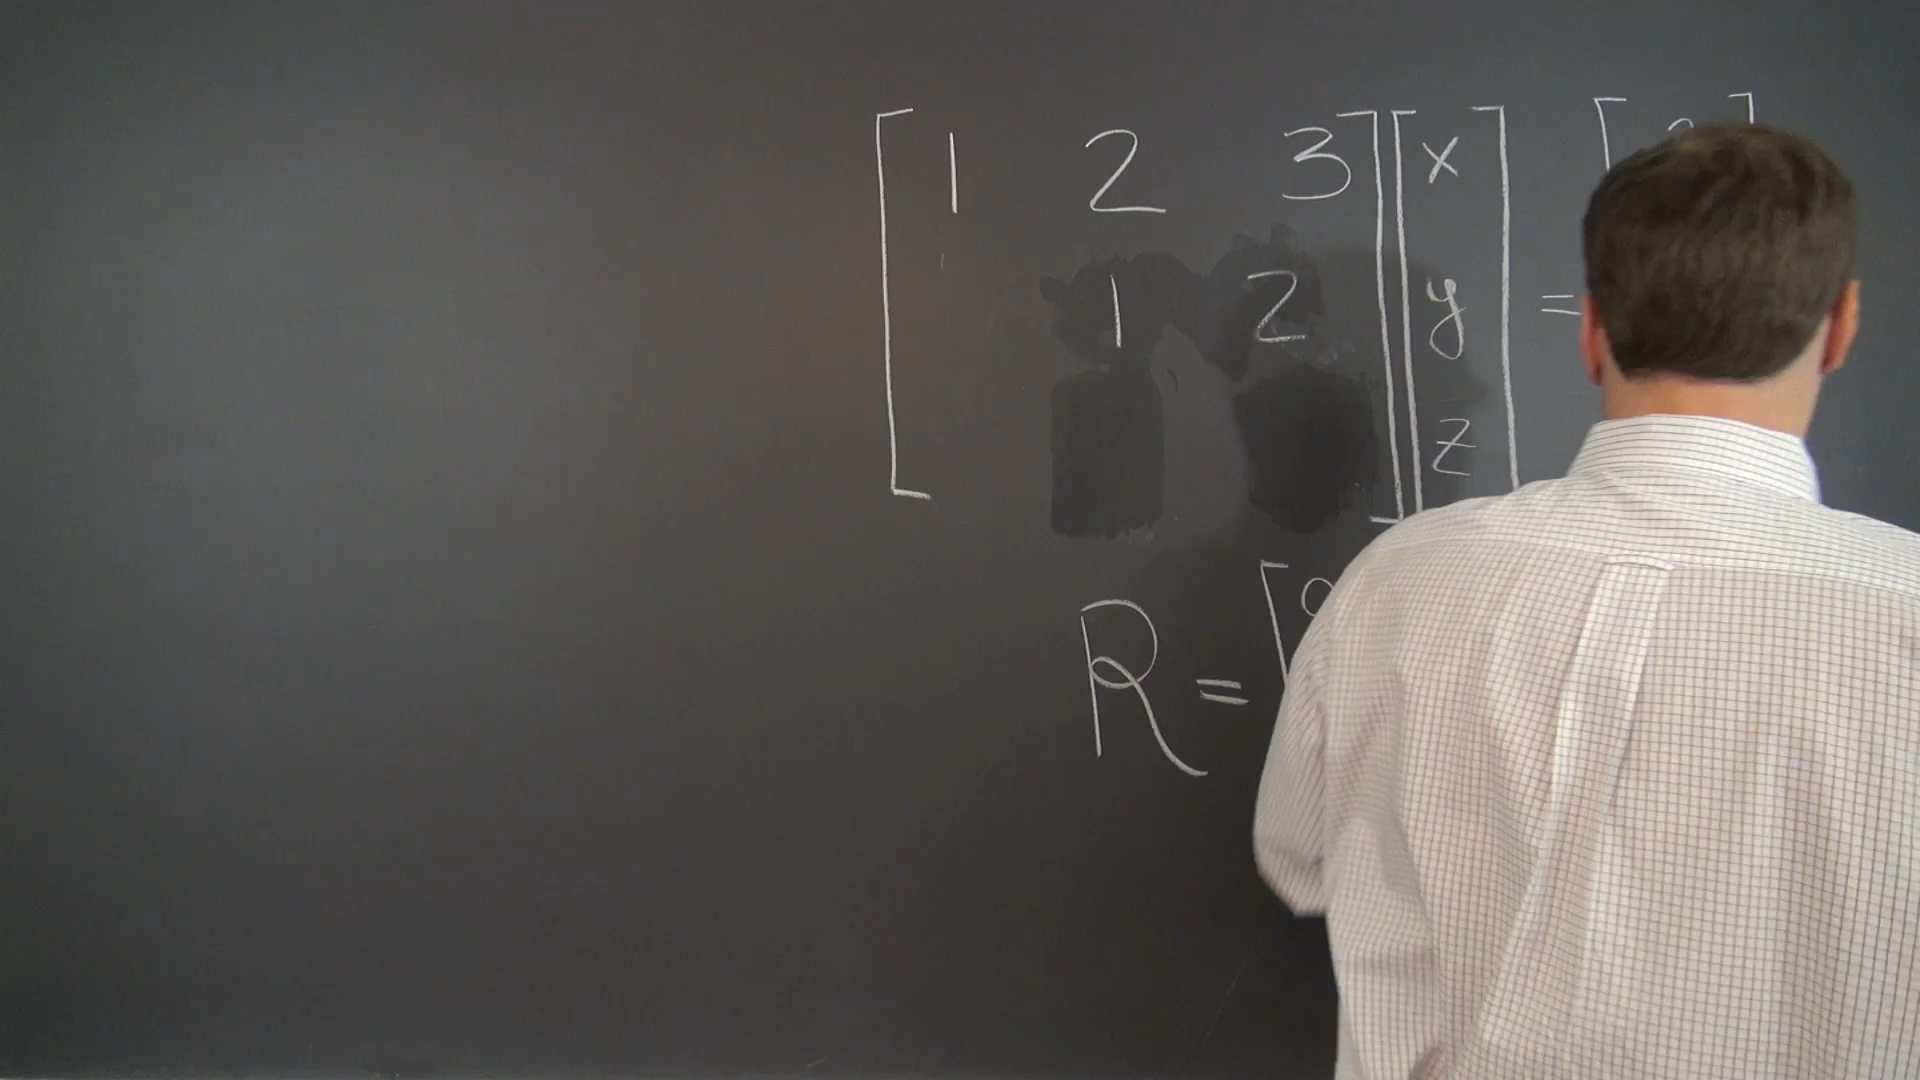 1 2 3 x
1 2 y =
z
R =